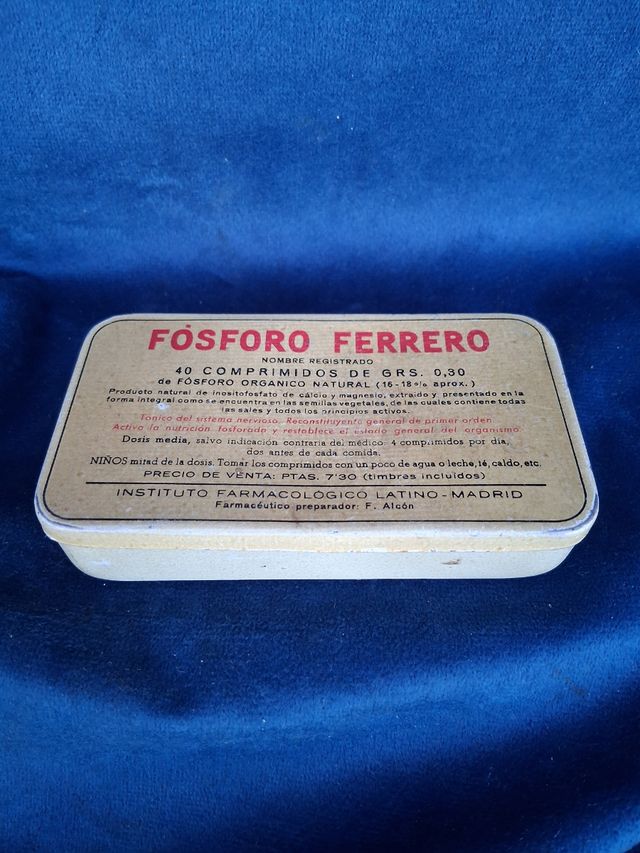 FÓSFORO FERRERO
NOMBRE REGISTRADO
40 COMPRIMIDOS DE GRS. 0,30
de FÓSFORO ORGANICO NATURAL (16-18% aprox.)
Producto natural de inositofosfato de cálcio y magnesio, extraido y presentado en la
forma integral como se encuentra en las semillas vegetales, de las cuales contiene todas
las sales y todos los principios activos.
Tonico del sistema nervioso. Reconstituyente general de primer orden.
Activa la nutrición fosforada y restablece el estado general del organismo.
Dosis media, salvo indicación contraria del médico: 4 comprimidos por dia,
dos antes de cada comida.
NIÑOS mitad de la dosis. Tomar los comprimidos con un poco de agua o leche, té, caldo, etc.
PRECIO DE VENTA: PTAS. 7'30 (timbres incluidos)
INSTITUTO FARMACOLÓGICO LATINO-MADRID
Farmacéutico preparador: F. Alcón